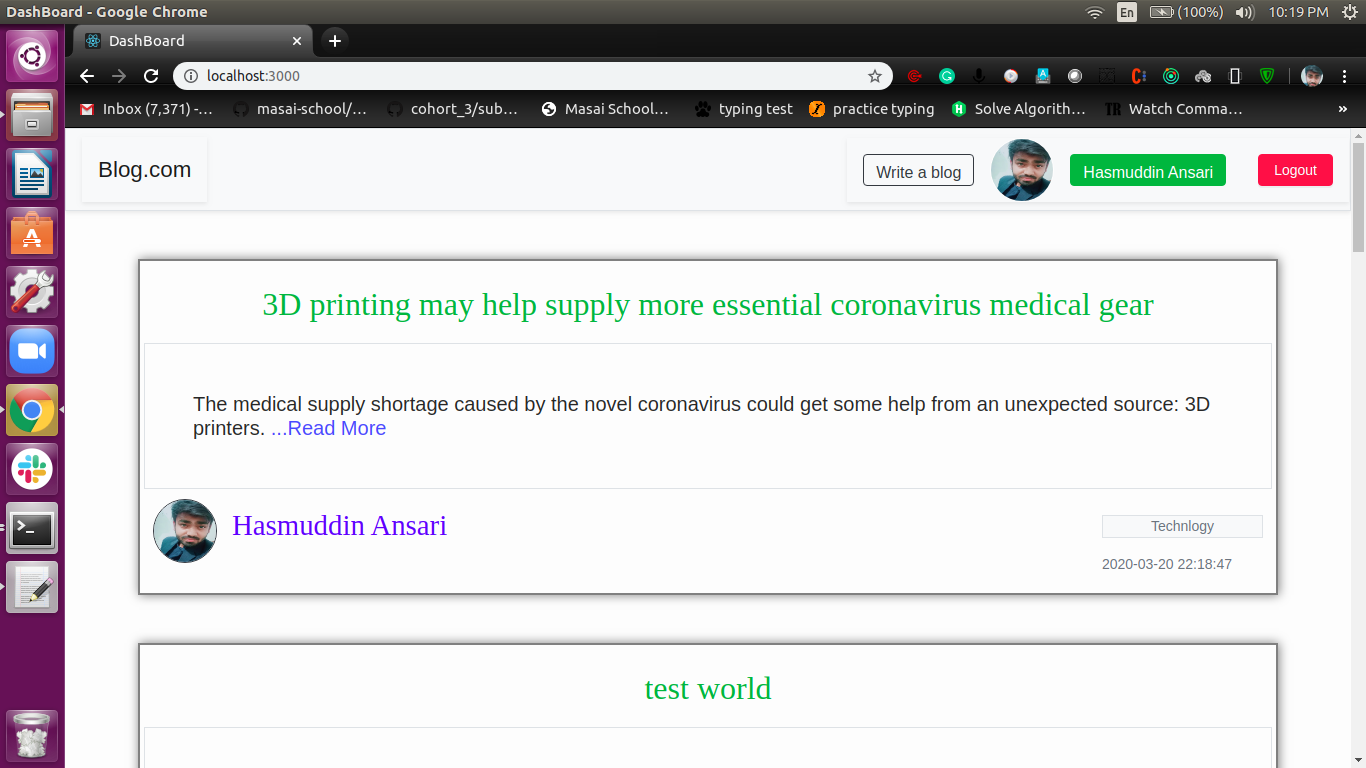 DashBoard - Google Chrome
En
(100%)
10:19 PM
DashBoard
localhost:3000
Inbox (7,371) -...
masai-school/...
cohort_3/sub...
Masai School...
typing test
practice typing
Solve Algorith...
TR
Watch Comma...
»
Blog.com
Write a blog
Hasmuddin Ansari
Logout
3D printing may help supply more essential coronavirus medical gear
The medical supply shortage caused by the novel coronavirus could get some help from an unexpected source: 3D
printers. ...Read More
Hasmuddin Ansari
Technlogy
2020-03-20 22:18:47
test world